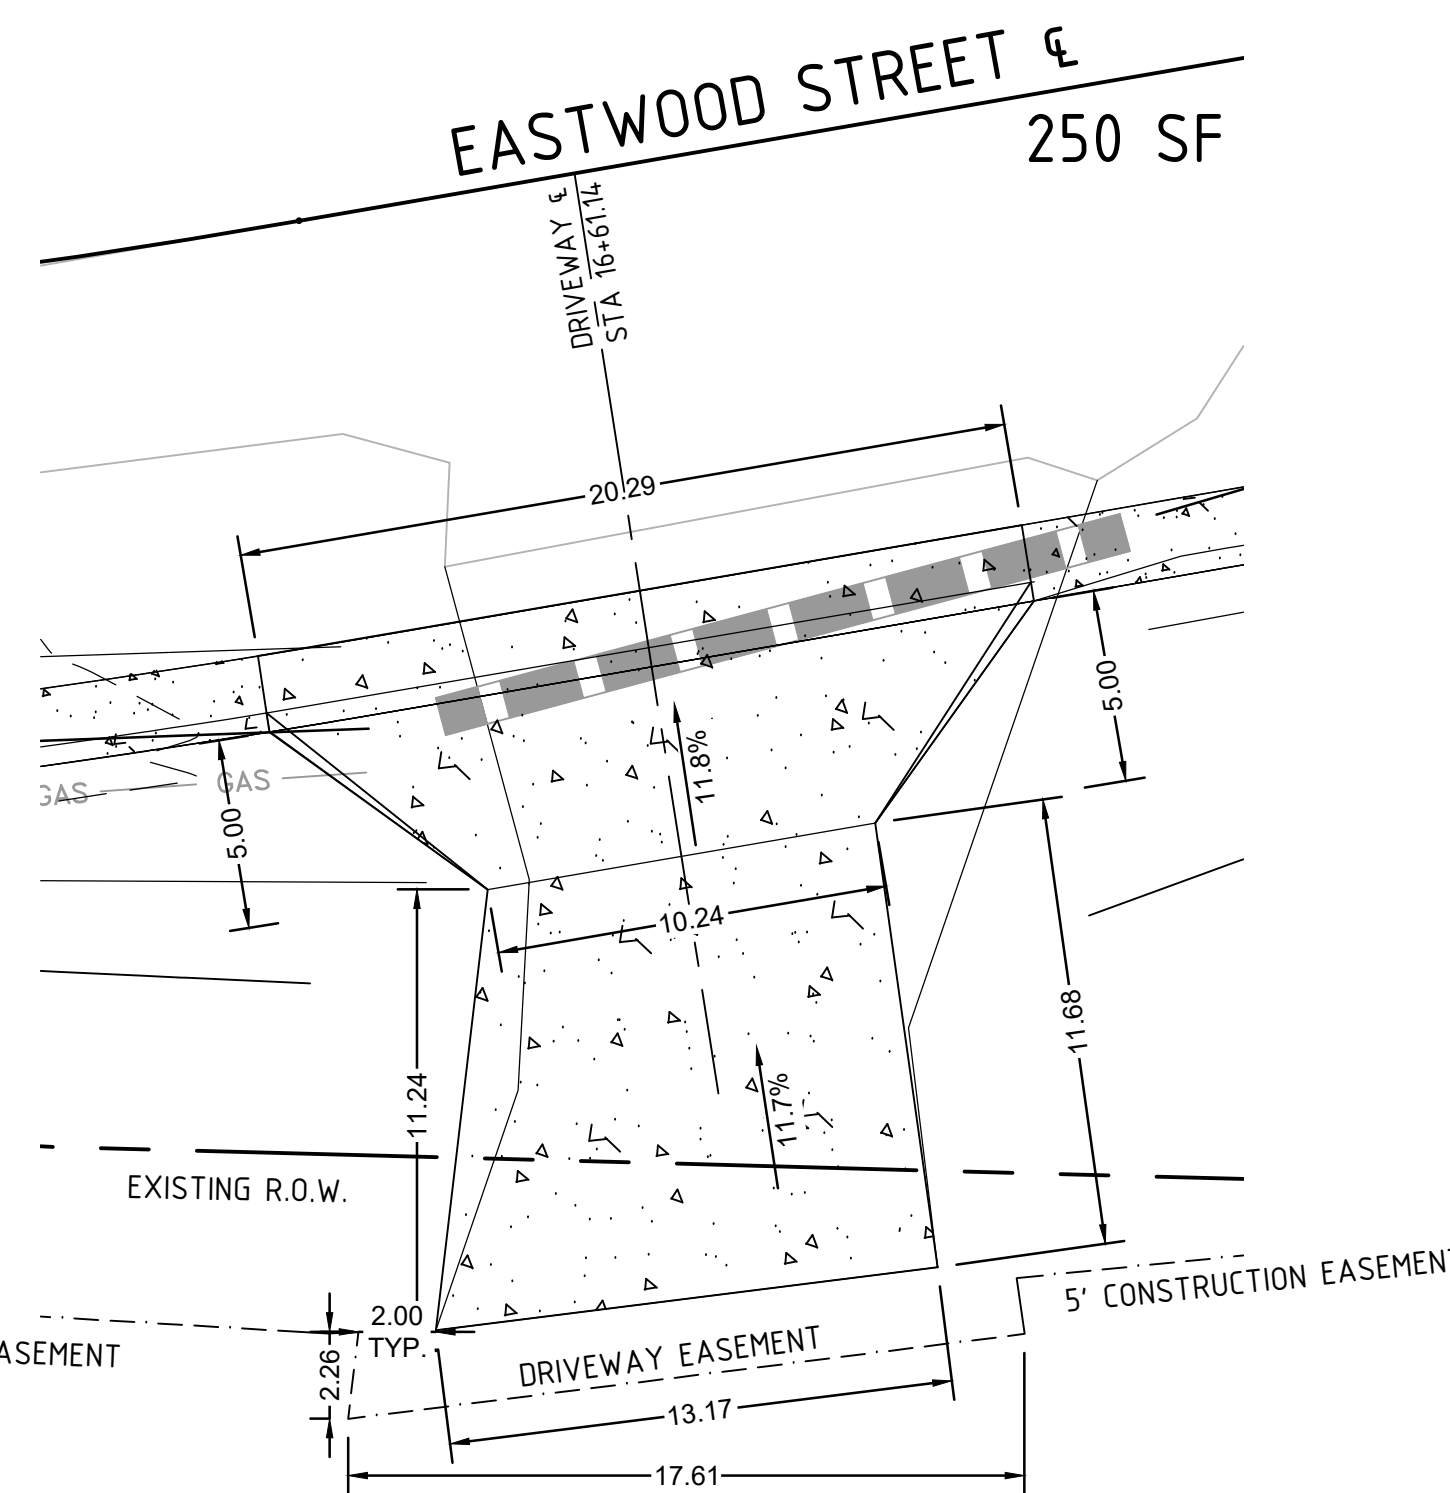 EASTWOOD STREET ℄
250 SF
DRIVEWAY ℄
STA 16+61.14
20.29
5.00
11.8%
GAS
GAS
5.00
10.24
11.68
11.24
11.7%
EXISTING R.O.W.
5' CONSTRUCTION EASEMEN
2.00
TYP.
ASEMENT
DRIVEWAY EASEMENT
2.26
13.17
17.61